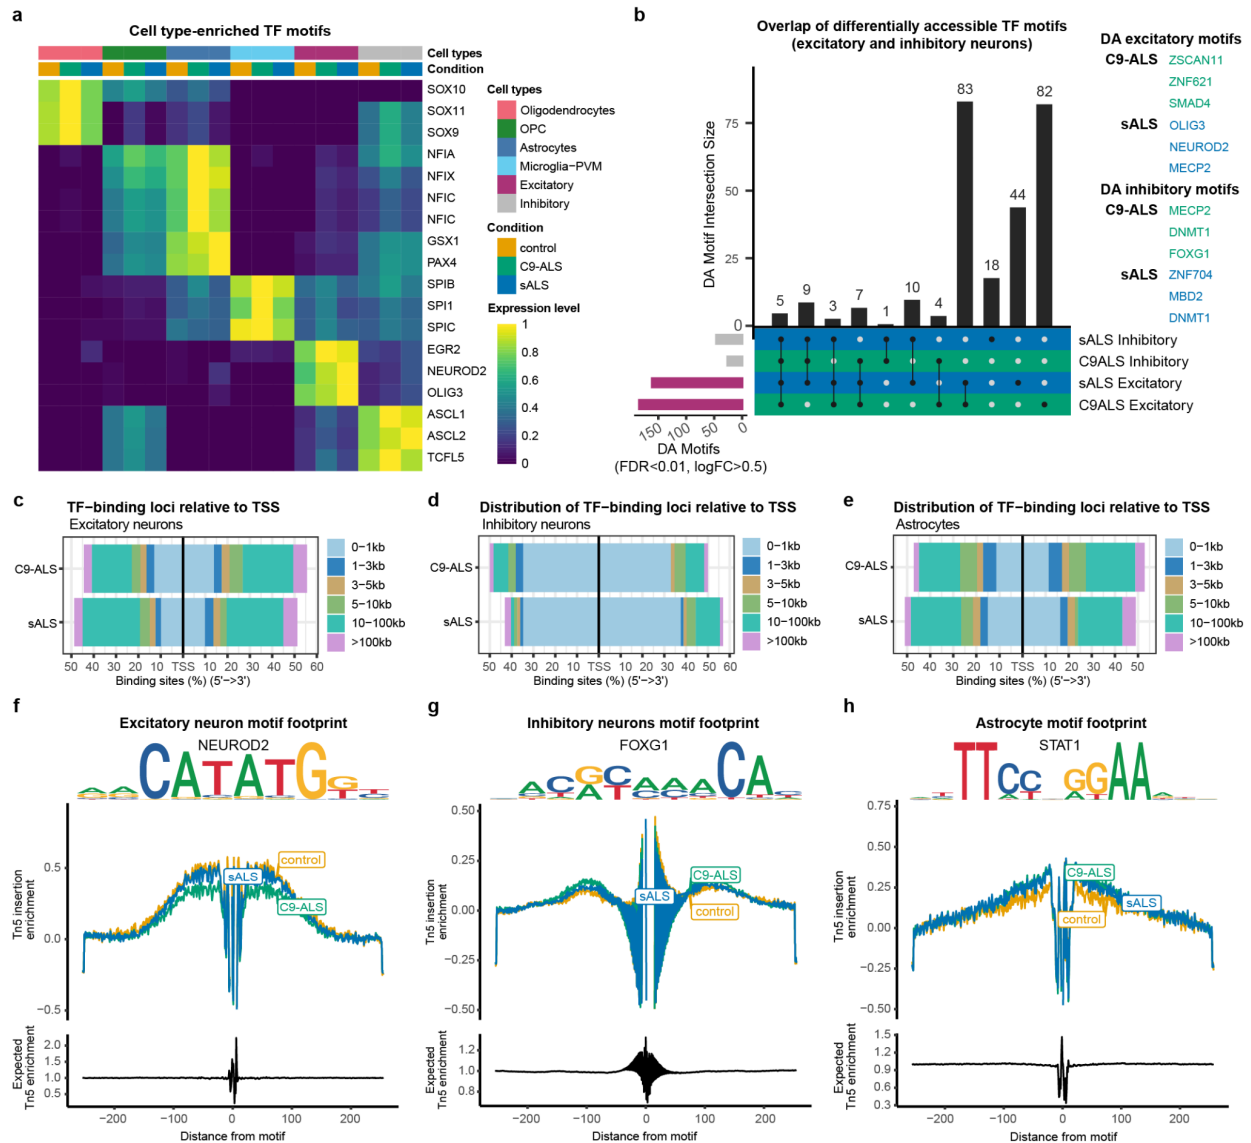 a
Cell type-enriched TF motifs
Cell types
Condition
SOX10
SOX11
SOX9
NFIA
NFIX
NFIC
NFIC
GSX1
PAX4
SPIB
SPI1
SPIC
EGR2
NEUROD2
OLIG3
ASCL1
ASCL2
TCFL5
Cell types
Oligodendrocytes
OPC
Astrocytes
Microglia-PVM
Excitatory
Inhibitory
Condition
control
C9-ALS
sALS
Expression level
1
0.8
0.6
0.4
0.2
0
b
Overlap of differentially accessible TF motifs
(excitatory and inhibitory neurons)
DA Motif Intersection Size
75
50
25
0
5 9 3 7 1 10 4 83 18 44 82
sALS Inhibitory
C9ALS Inhibitory
sALS Excitatory
C9ALS Excitatory
150 100 50 0
DA Motifs
(FDR<0.01, logFC>0.5)
DA excitatory motifs
C9-ALS ZSCAN11
ZNF621
SMAD4
sALS OLIG3
NEUROD2
MECP2
DA inhibitory motifs
C9-ALS MECP2
DNMT1
FOXG1
sALS ZNF704
MBD2
DNMT1
c
TF-binding loci relative to TSS
Excitatory neurons
C9-ALS
sALS
50 40 30 20 10 TSS 10 20 30 40 50 60
Binding sites (%) (5'->3')
0-1kb
1-3kb
3-5kb
5-10kb
10-100kb
>100kb
d
Distribution of TF-binding loci relative to TSS
Inhibitory neurons
C9-ALS
sALS
50 40 30 20 10 TSS 10 20 30 40 50
Binding sites (%) (5'->3')
0-1kb
1-3kb
3-5kb
5-10kb
10-100kb
>100kb
e
Distribution of TF-binding loci relative to TSS
Astrocytes
C9-ALS
sALS
50 40 30 20 10 TSS 10 20 30 40 50
Binding sites (%) (5'->3')
0-1kb
1-3kb
3-5kb
5-10kb
10-100kb
>100kb
f
Excitatory neuron motif footprint
NEUROD2
CATATG
Tn5 insertion
enrichment
0.5
0.0
-0.5
control
sALS
C9-ALS
Expected
Tn5 enrichment
2.0
1.5
1.0
0.5
-200 -100 0 100 200
Distance from motif
g
Inhibitory neurons motif footprint
FOXG1
Tn5 insertion
enrichment
0.50
0.25
0.00
-0.25
-0.50
C9-ALS
sALS
control
Expected
Tn5 enrichment
1.2
1.0
0.8
-200 -100 0 100 200
Distance from motif
h
Astrocyte motif footprint
STAT1
Tn5 insertion
enrichment
0.75
0.50
0.25
0.00
-0.25
-0.50
C9-ALS
sALS
control
Expected
Tn5 enrichment
1.5
1.2
0.9
0.6
0.3
-200 -100 0 100 200
Distance from motif